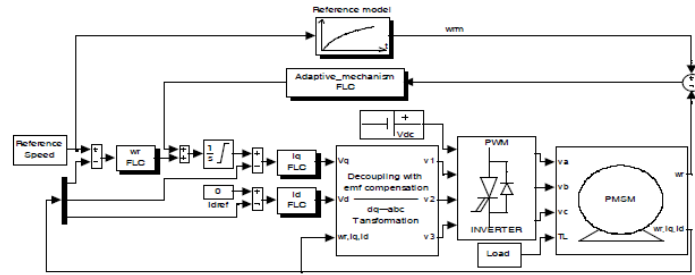 Reference model
wrm
Adaptive_mechanism
FLC
Reference
Speed
wr
FLC
1
s
Iq
FLC
0
Idref
Id
FLC
Vdc
Vq
Vd
wr,Iq,Id
Decoupling with
emf compensation
dq—abc
Tansformation
v1
v2
v3
PWM
INVERTER
Load
va
vb
vc
TL
PMSM
wr
wr,Iq,Id